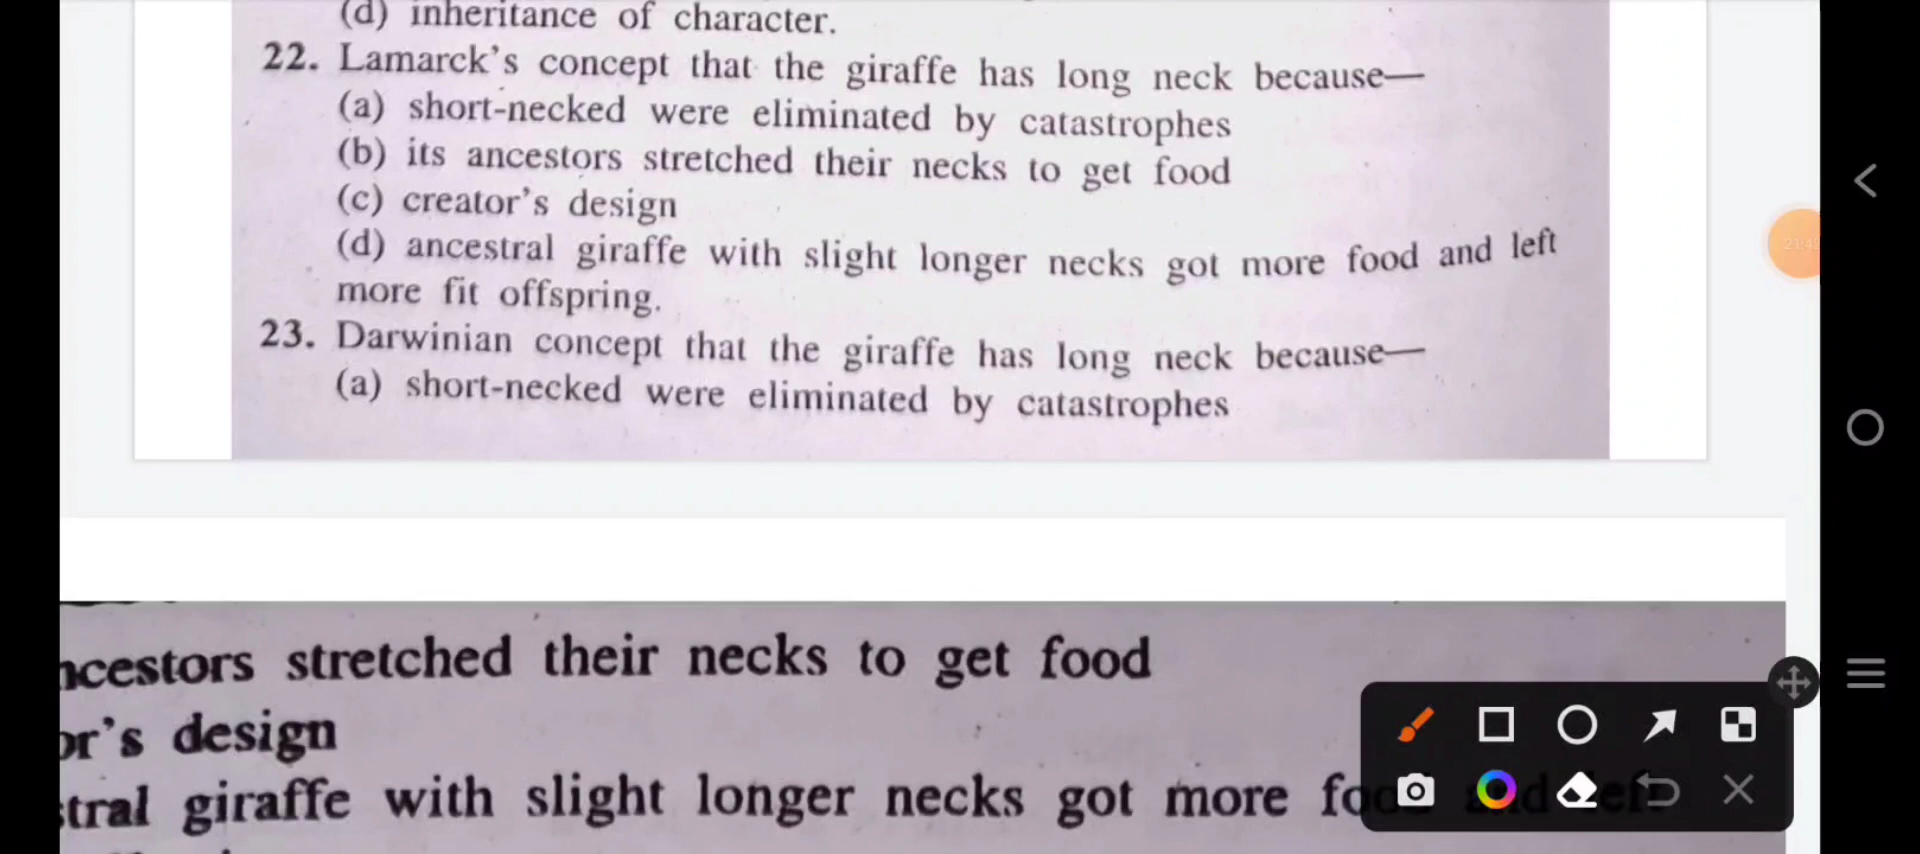 (d) inheritance of character.
22. Lamarck's concept that the giraffe has long neck because—
(a) short-necked were eliminated by catastrophes
(b) its ancestors stretched their necks to get food
(c) creator's design
(d) ancestral giraffe with slight longer necks got more food and left
more fit offspring.
23. Darwinian concept that the giraffe has long neck because—
(a) short-necked were eliminated by catastrophes
ncestors stretched their necks to get food
or's design
stral giraffe with slight longer necks got more